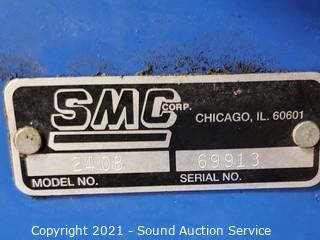 SMC CORP.
CHICAGO, IL. 60601
2408 69913
MODEL NO. SERIAL NO.
Copyright 2021 - Sound Auction Service